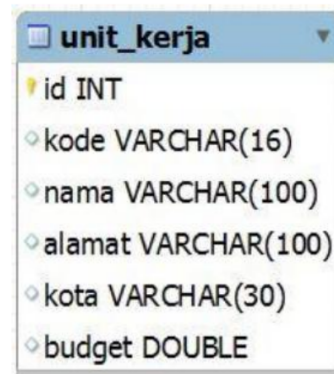 unit_kerja
id INT
kode VARCHAR(16)
nama VARCHAR(100)
alamat VARCHAR(100)
kota VARCHAR(30)
budget DOUBLE